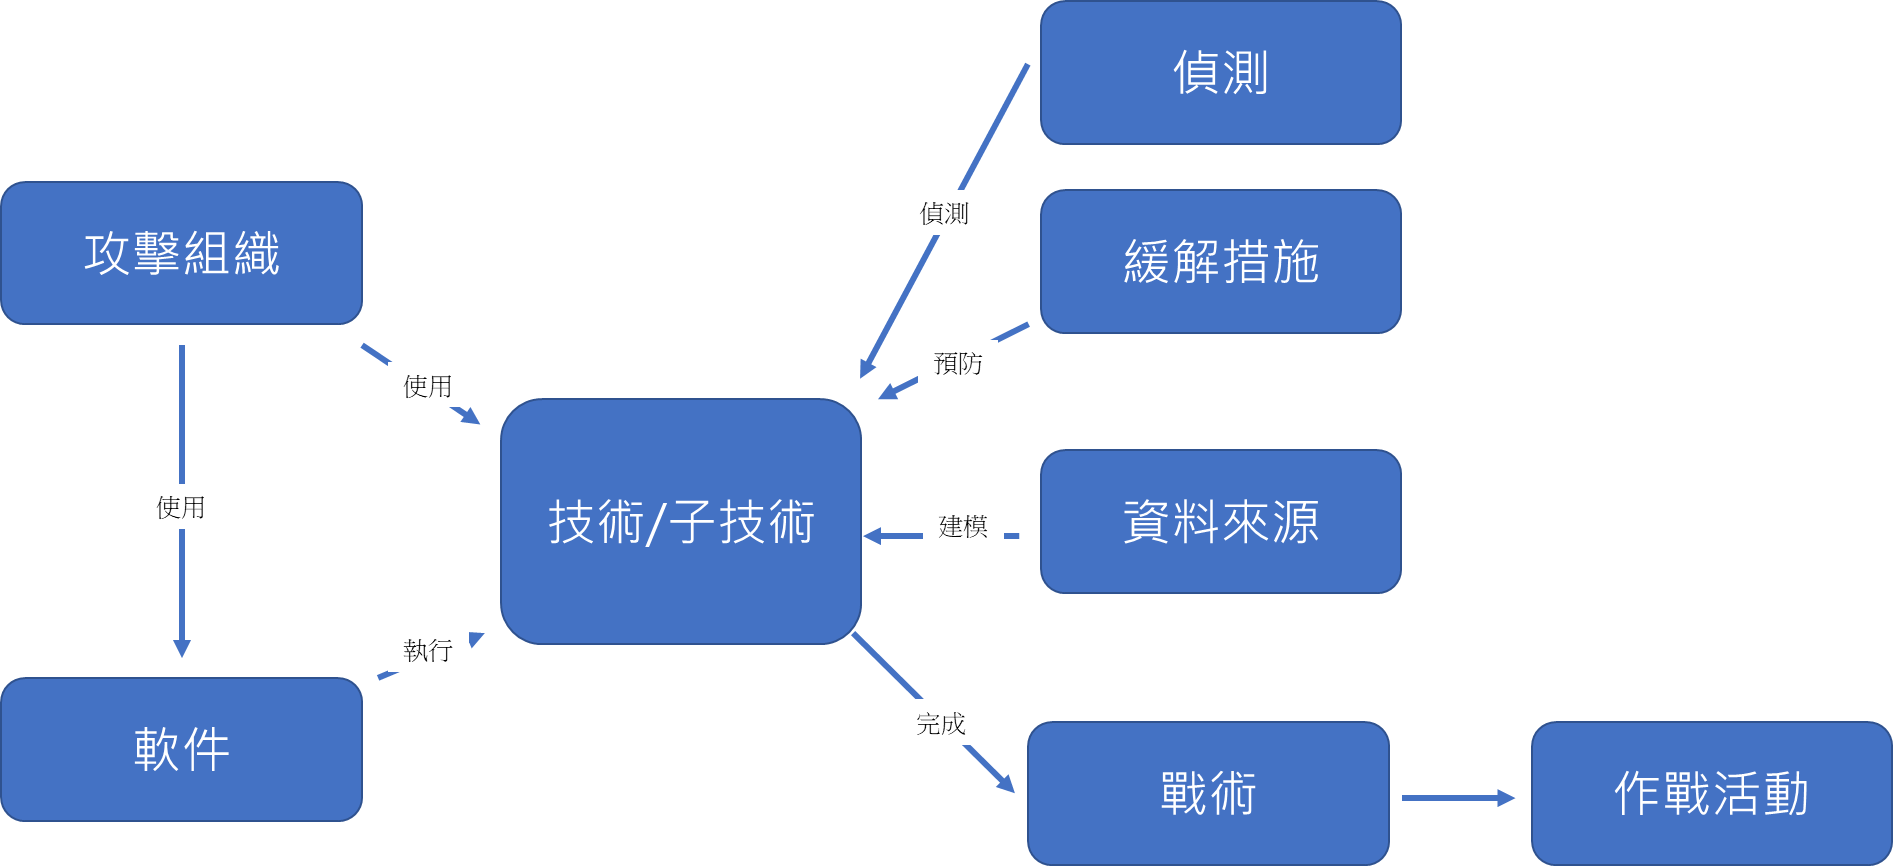 偵測
攻擊組織
偵測
緩解措施
使用
預防
使用
技術/子技術
建模
資料來源
執行
軟件
完成
戰術
作戰活動